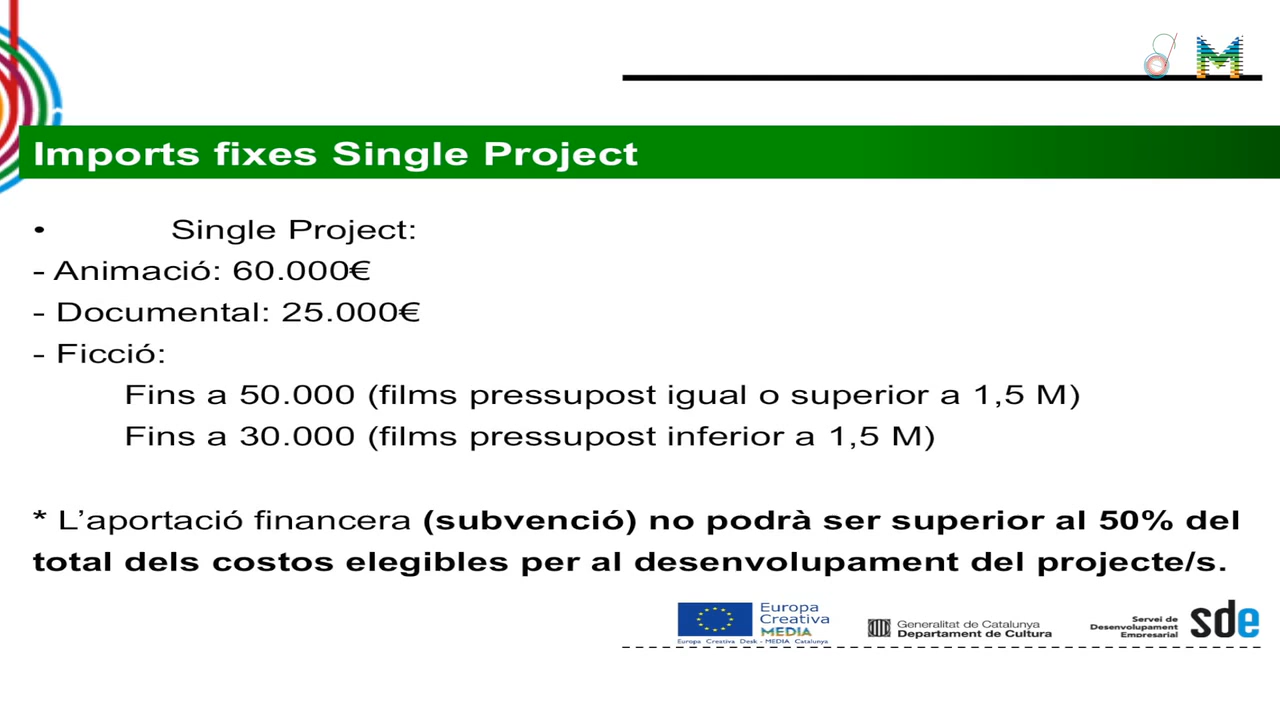 Imports fixes Single Project
• Single Project:
- Animació: 60.000€
- Documental: 25.000€
- Ficció:
Fins a 50.000 (films pressupost igual o superior a 1,5 M)
Fins a 30.000 (films pressupost inferior a 1,5 M)
* L’aportació financera (subvenció) no podrà ser superior al 50% del
total dels costos elegibles per al desenvolupament del projecte/s.
Europa
Creativa
MEDIA
Europa Creativa Desk - MEDIA Catalunya
Generalitat de Catalunya
Departament de Cultura
Servei de
Desenvolupament
Empresarial
sde
M